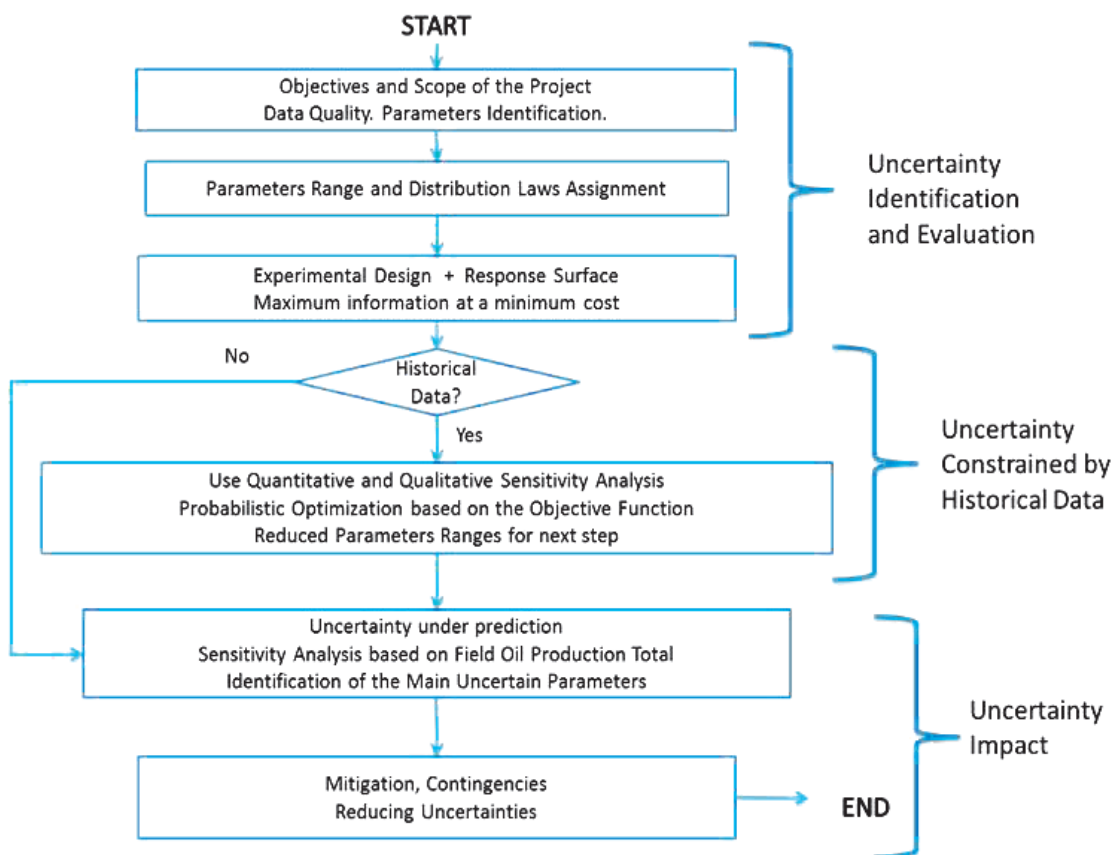 START
Objectives and Scope of the Project
Data Quality. Parameters Identification.
Parameters Range and Distribution Laws Assignment
Experimental Design + Response Surface
Maximum information at a minimum cost
Uncertainty
Identification
and Evaluation
No
Historical
Data?
Yes
Use Quantitative and Qualitative Sensitivity Analysis
Probabilistic Optimization based on the Objective Function
Reduced Parameters Ranges for next step
Uncertainty
Constrained by
Historical Data
Uncertainty under prediction
Sensitivity Analysis based on Field Oil Production Total
Identification of the Main Uncertain Parameters
Mitigation, Contingencies
Reducing Uncertainties
END
Uncertainty
Impact